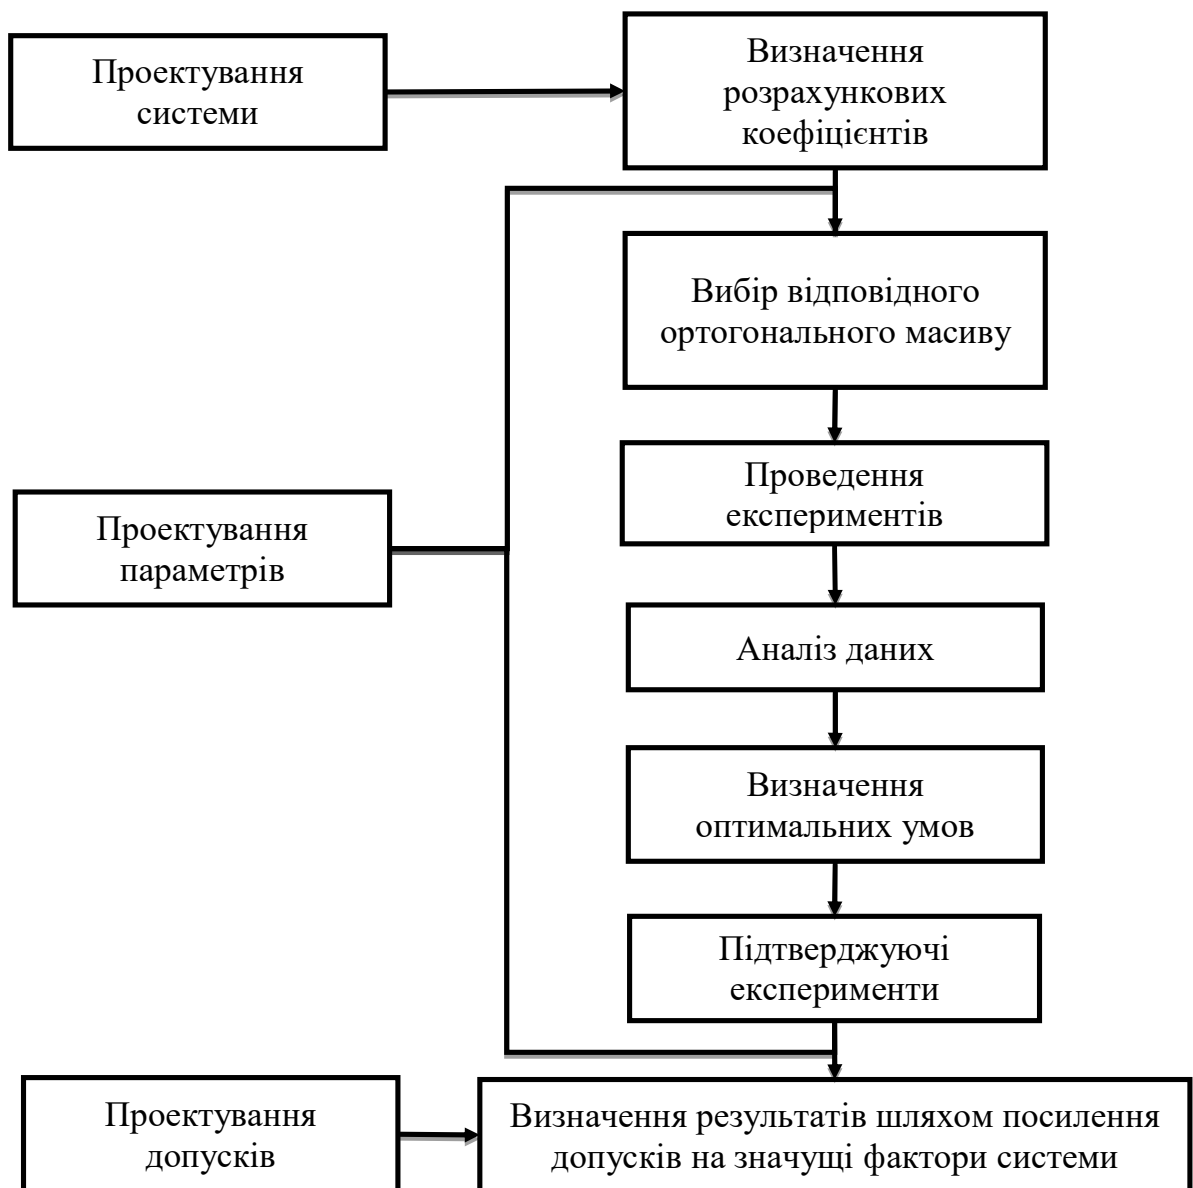 Проектування
системи
Визначення
розрахункових
коефіцієнтів
Вибір відповідного
ортогонального масиву
Проведення
експериментів
Проектування
параметрів
Аналіз даних
Визначення
оптимальних умов
Підтверджуючі
експерименти
Проектування
допусків
Визначення результатів шляхом посилення
допусків на значущі фактори системи